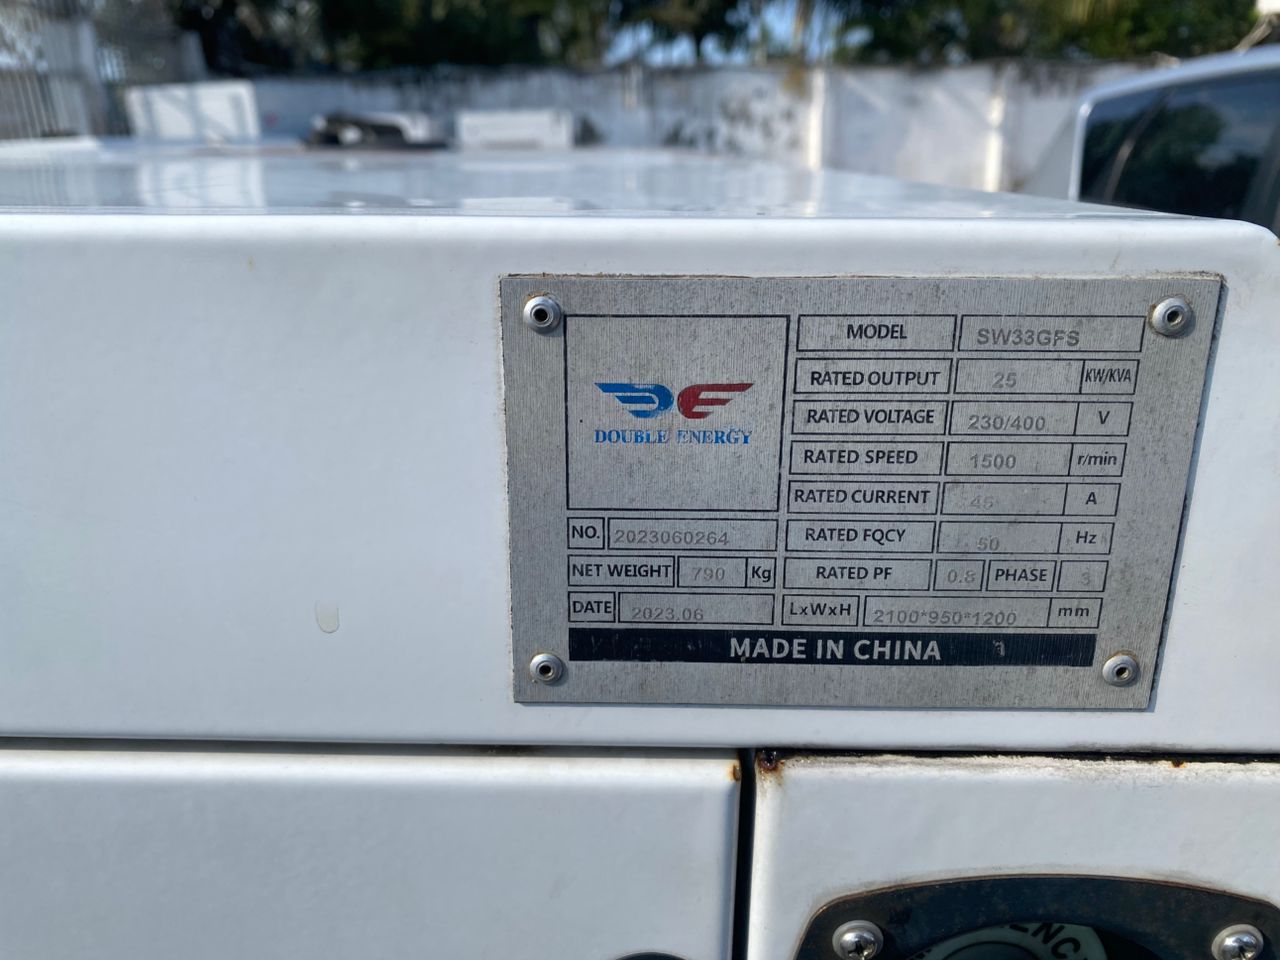 DOUBLE ENERGY
MODEL SW33GFS
RATED OUTPUT 25 KW/KVA
RATED VOLTAGE 230/400 V
RATED SPEED 1500 r/min
RATED CURRENT 45 A
NO. 2023060264 RATED FQCY 50 Hz
NET WEIGHT 790 Kg RATED PF 0.8 PHASE 3
DATE 2023.06 LxWxH 2100*950*1200 mm
MADE IN CHINA